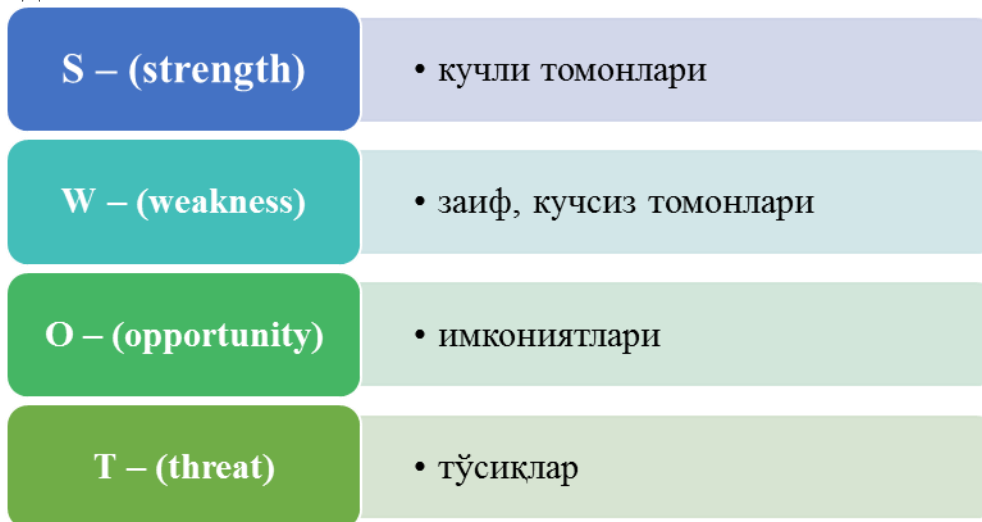 S – (strength)
• кучли томонлари
W – (weakness)
• заиф, кучсиз томонлари
O – (opportunity)
• имкониятлари
T – (threat)
• тўсиқлар